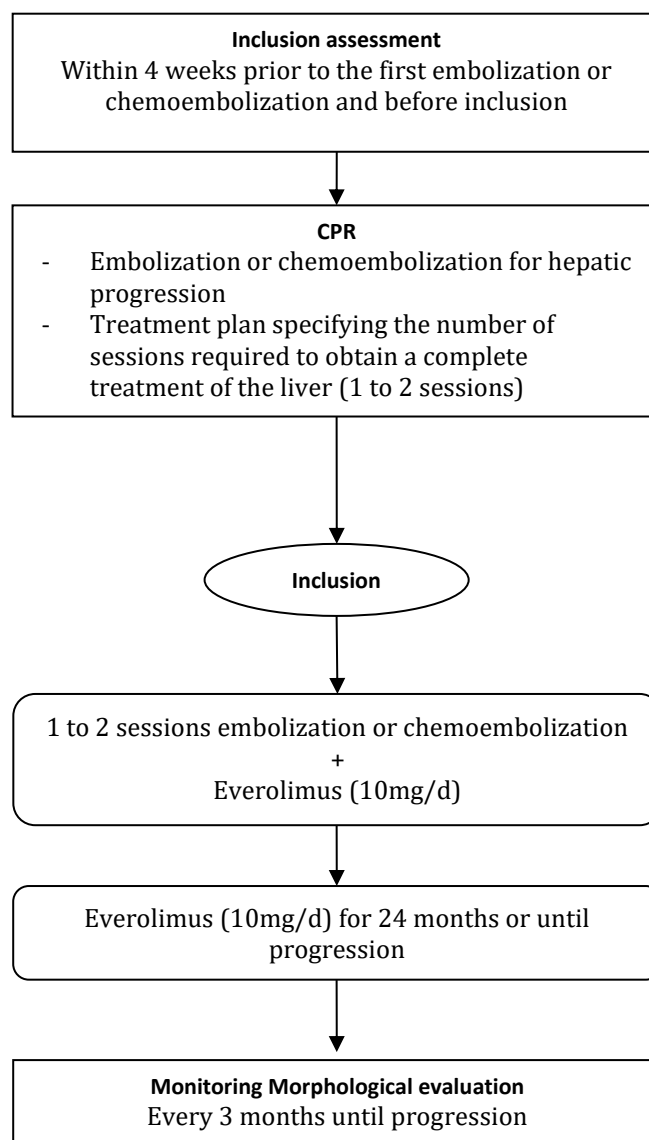 Inclusion assessment
Within 4 weeks prior to the first embolization or
chemoembolization and before inclusion
CPR
- Embolization or chemoembolization for hepatic
progression
- Treatment plan specifying the number of
sessions required to obtain a complete
treatment of the liver (1 to 2 sessions)
Inclusion
1 to 2 sessions embolization or chemoembolization
+
Everolimus (10mg/d)
Everolimus (10mg/d) for 24 months or until
progression
Monitoring Morphological evaluation
Every 3 months until progression